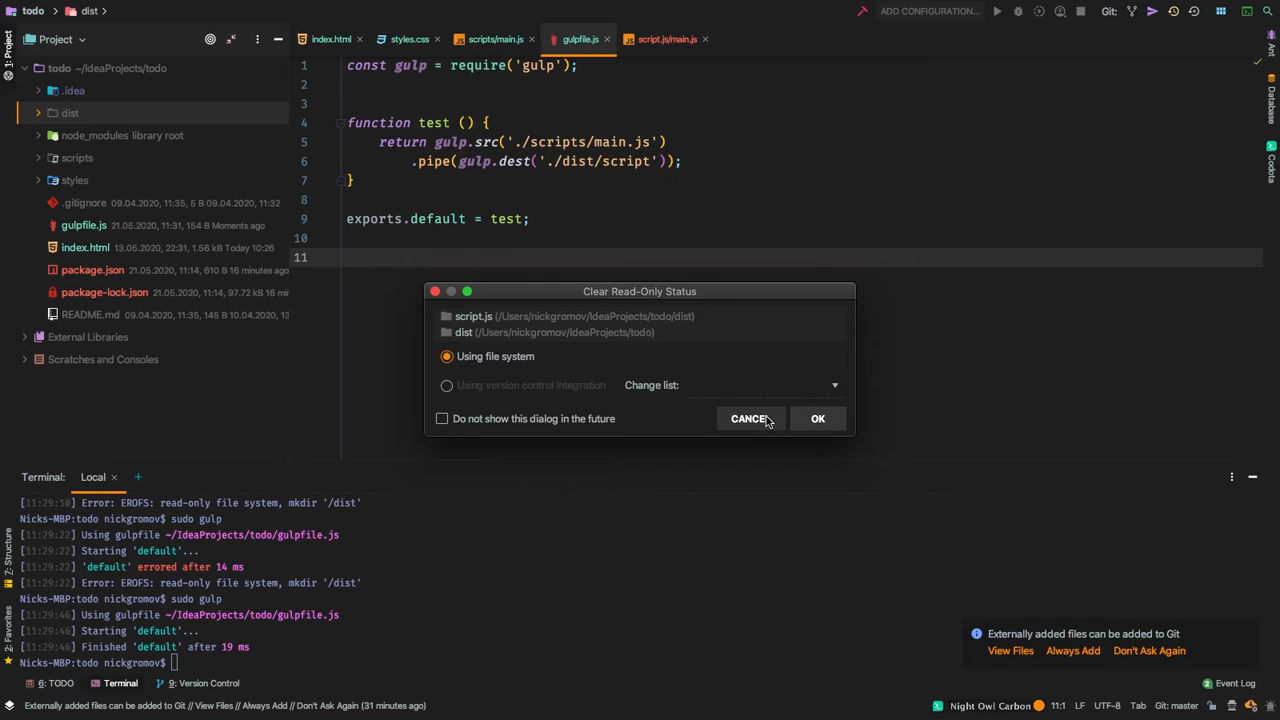 todo
dist
ADD CONFIGURATION...
Git:
1: Project
Project
index.html
styles.css
scripts/main.js
gulpfile.js
script.js/main.js
todo ~/IdeaProjects/todo
.idea
dist
node_modules library root
scripts
styles
.gitignore 09.04.2020, 11:35, 5 B 09.04.2020, 11:32
gulpfile.js 21.05.2020, 11:31, 154 B Moments ago
index.html 13.05.2020, 22:31, 1.56 kB Today 10:26
package.json 21.05.2020, 11:14, 610 B 16 minutes ago
package-lock.json 21.05.2020, 11:14, 97.72 kB 16 mi
README.md 09.04.2020, 11:35, 145 B 10.04.2020, 13
External Libraries
Scratches and Consoles
1 const gulp = require('gulp');
2
3
4 function test () {
5 return gulp.src('./scripts/main.js')
6 .pipe(gulp.dest('./dist/script'));
7 }
8
9 exports.default = test;
10
11
Ant
Database
Codota
Clear Read-Only Status
script.js (/Users/nickgromov/IdeaProjects/todo/dist)
dist (/Users/nickgromov/IdeaProjects/todo)
Using file system
Using version control integration
Change list:
Do not show this dialog in the future
CANCEL
OK
Terminal:
Local
[11:29:10] Error: EROFS: read-only file system, mkdir '/dist'
Nicks-MBP:todo nickgromov$ sudo gulp
[11:29:22] Using gulpfile ~/IdeaProjects/todo/gulpfile.js
[11:29:22] Starting 'default'...
[11:29:22] 'default' errored after 14 ms
[11:29:22] Error: EROFS: read-only file system, mkdir '/dist'
Nicks-MBP:todo nickgromov$ sudo gulp
[11:29:46] Using gulpfile ~/IdeaProjects/todo/gulpfile.js
[11:29:46] Starting 'default'...
[11:29:46] Finished 'default' after 19 ms
Nicks-MBP:todo nickgromov$
Z: Structure
2: Favorites
Externally added files can be added to Git
View Files
Always Add
Don't Ask Again
6: TODO
Terminal
9: Version Control
2 Event Log
Externally added files can be added to Git // View Files // Always Add // Don't Ask Again (31 minutes ago)
Night Owl Carbon
11:1
LF
UTF-8
Tab
Git: master